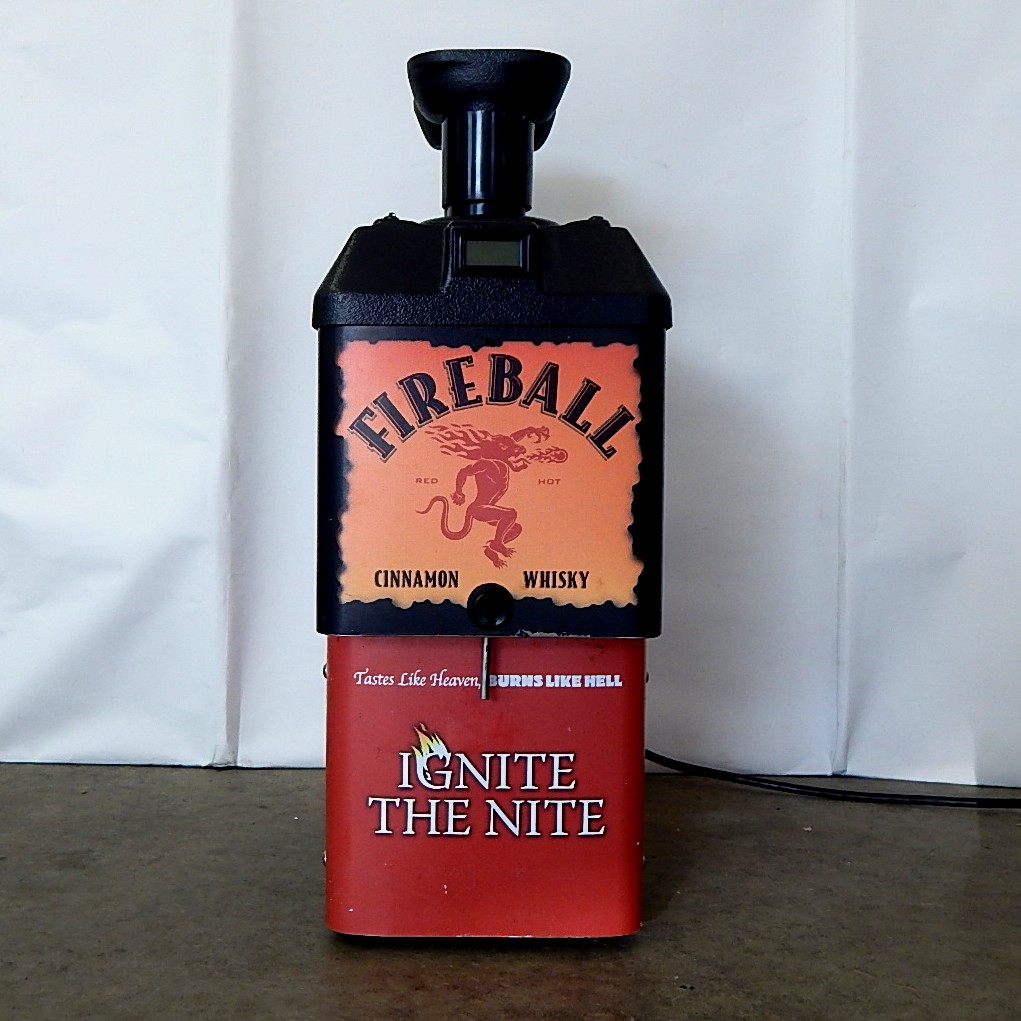 FIREBALL
RED HOT
CINNAMON WHISKY
Tastes Like Heaven, BURNS LIKE HELL
IGNITE
THE NITE